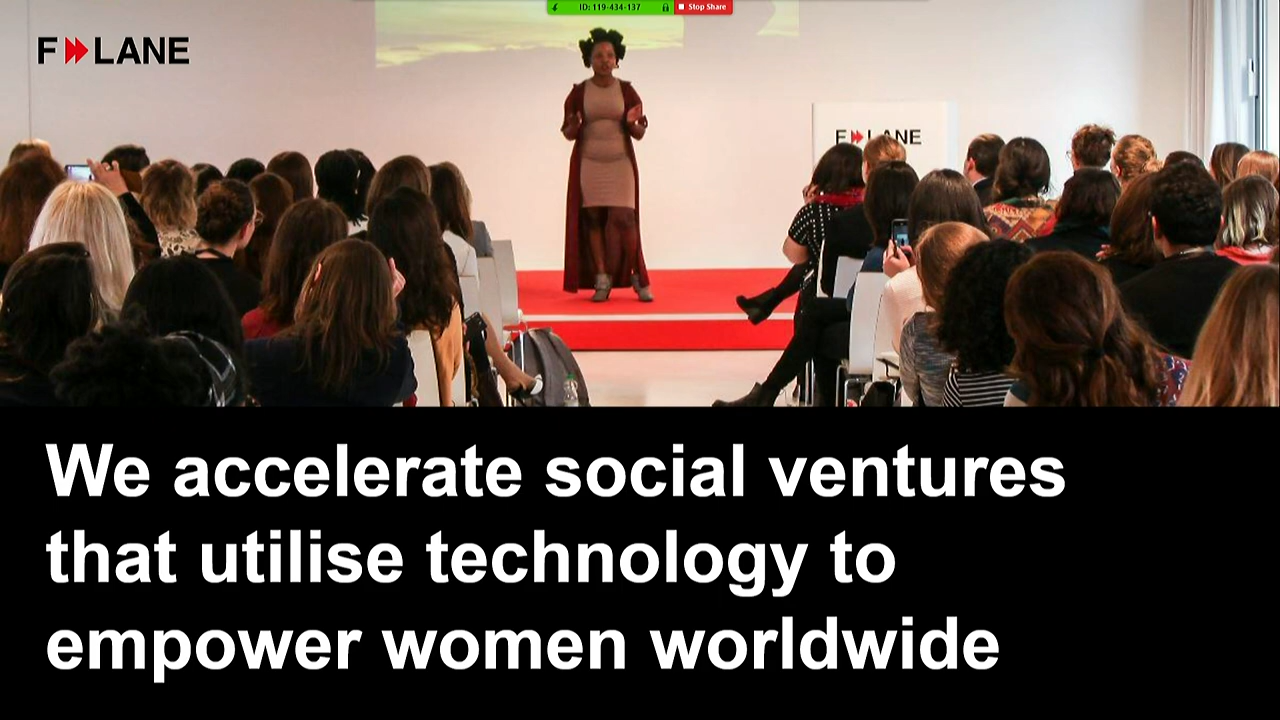 ID: 119-434-137
Stop Share
F LANE
F LANE
We accelerate social ventures
that utilise technology to
empower women worldwide